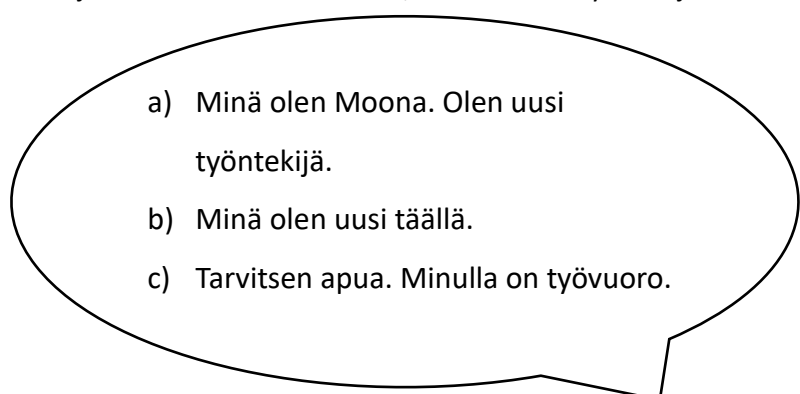 a) Minä olen Moona. Olen uusi
työntekijä.
b) Minä olen uusi täällä.
c) Tarvitsen apua. Minulla on työvuoro.